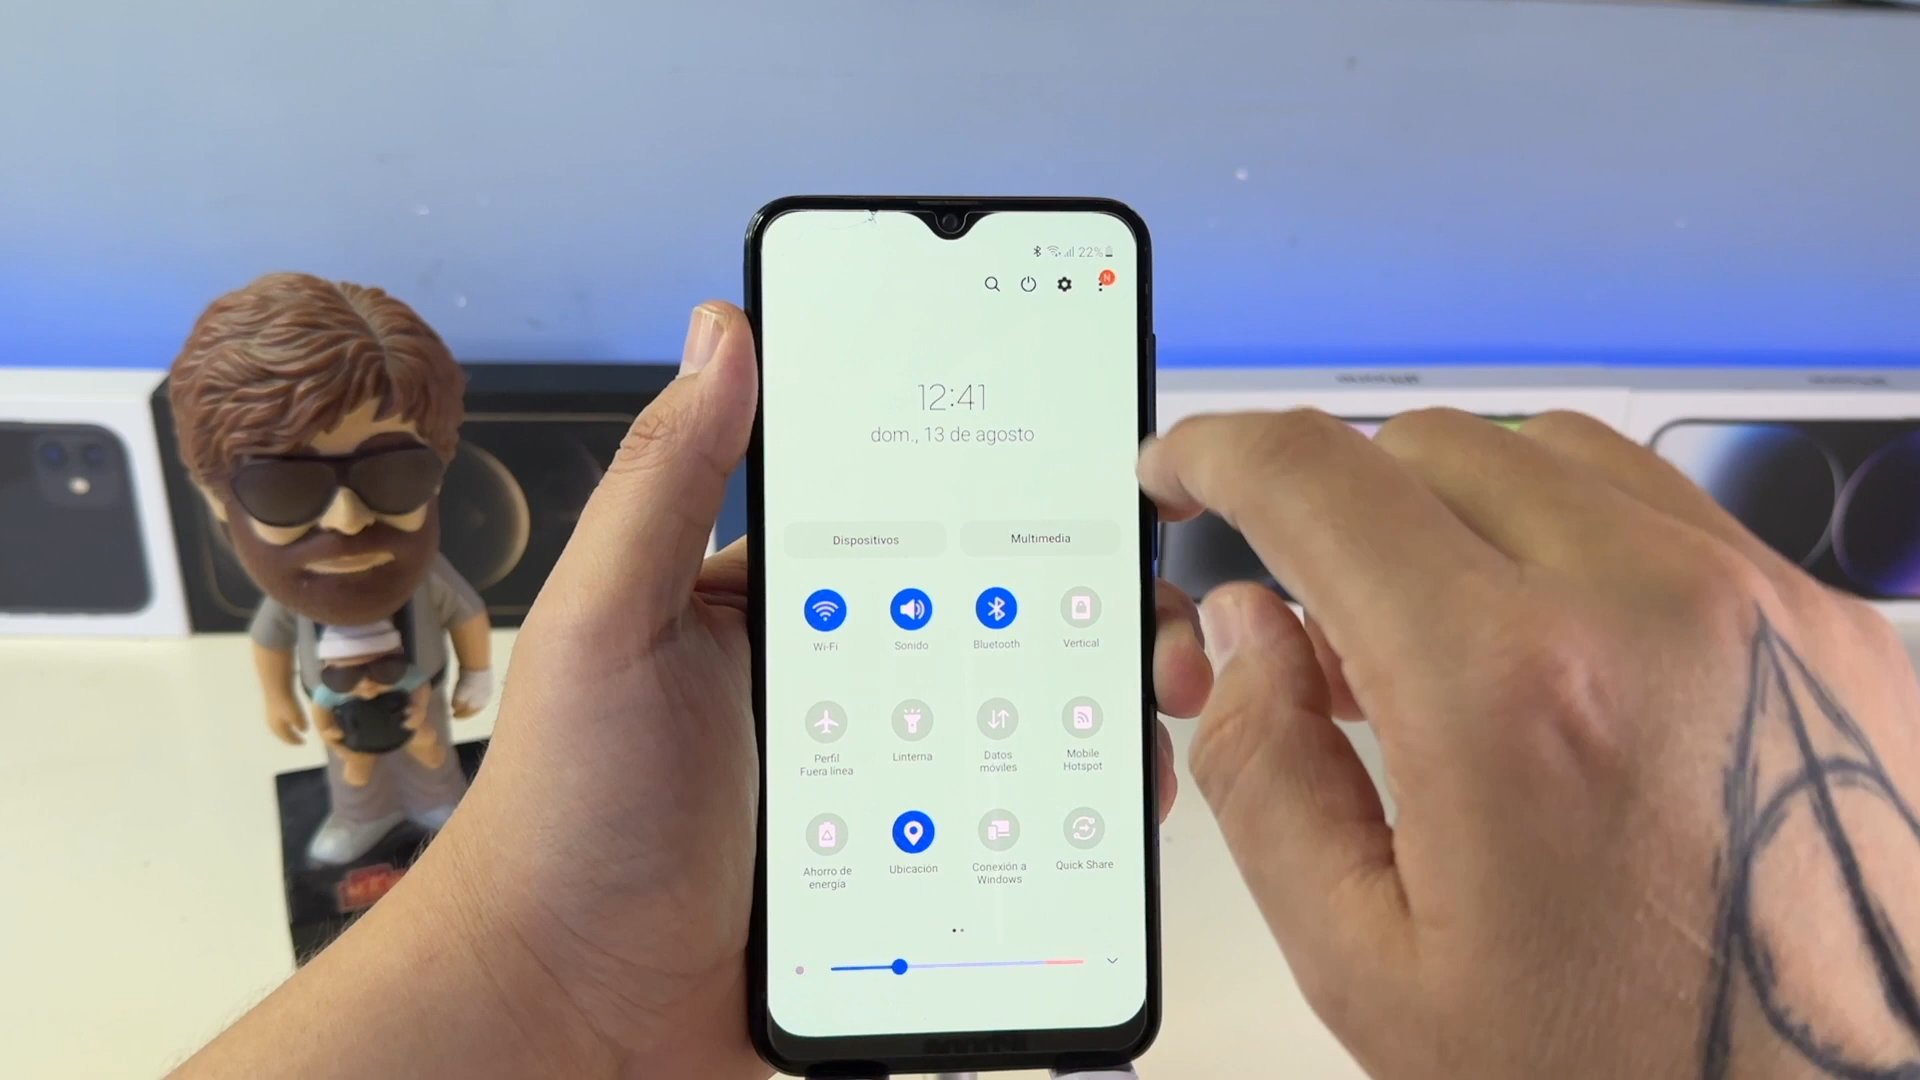 22%
N
12:41
dom., 13 de agosto
Dispositivos
Multimedia
Wi-Fi
Sonido
Bluetooth
Vertical
Perfil
Fuera línea
Linterna
Datos
móviles
Mobile
Hotspot
Ahorro de
energía
Ubicación
Conexión a
Windows
Quick Share